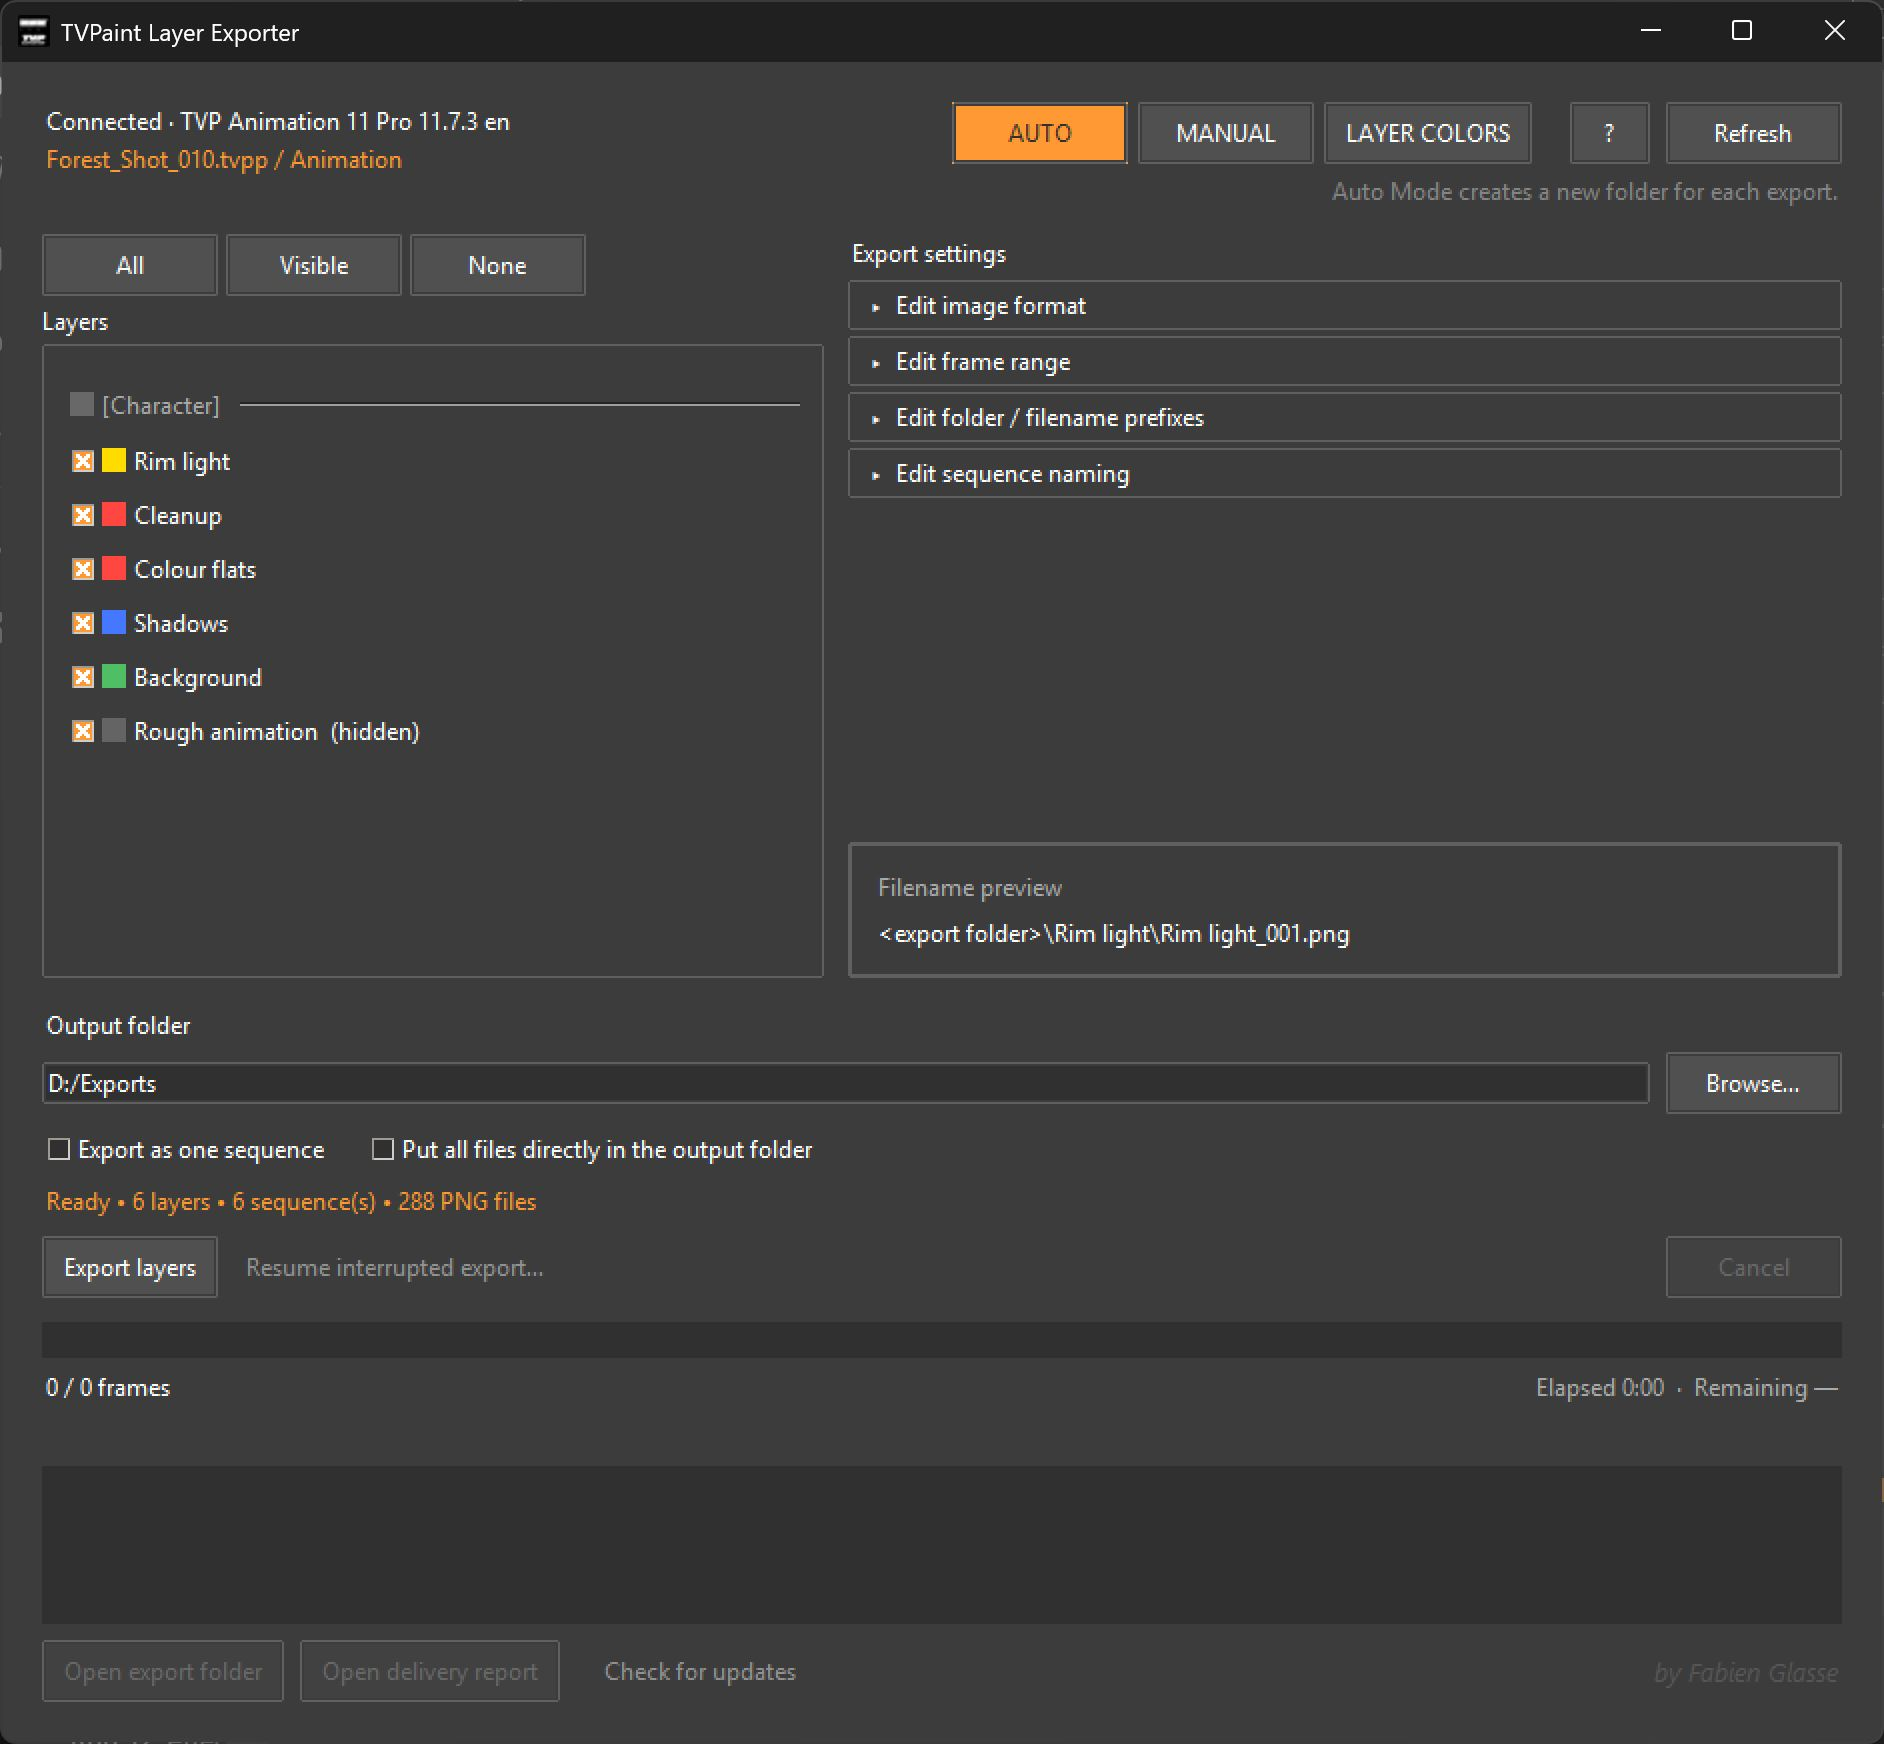 TVPaint Layer Exporter
Connected · TVP Animation 11 Pro 11.7.3 en
Forest_Shot_010.tvpp / Animation
AUTO
MANUAL
LAYER COLORS
?
Refresh
Auto Mode creates a new folder for each export.
All
Visible
None
Layers
[Character]
Rim light
Cleanup
Colour flats
Shadows
Background
Rough animation (hidden)
Export settings
▸ Edit image format
▸ Edit frame range
▸ Edit folder / filename prefixes
▸ Edit sequence naming
Filename preview
<export folder>\Rim light\Rim light_001.png
Output folder
D:/Exports
Browse...
Export as one sequence
Put all files directly in the output folder
Ready • 6 layers • 6 sequence(s) • 288 PNG files
Export layers
Resume interrupted export...
Cancel
0 / 0 frames
Elapsed 0:00 · Remaining —
Open export folder
Open delivery report
Check for updates
by Fabien Glasse